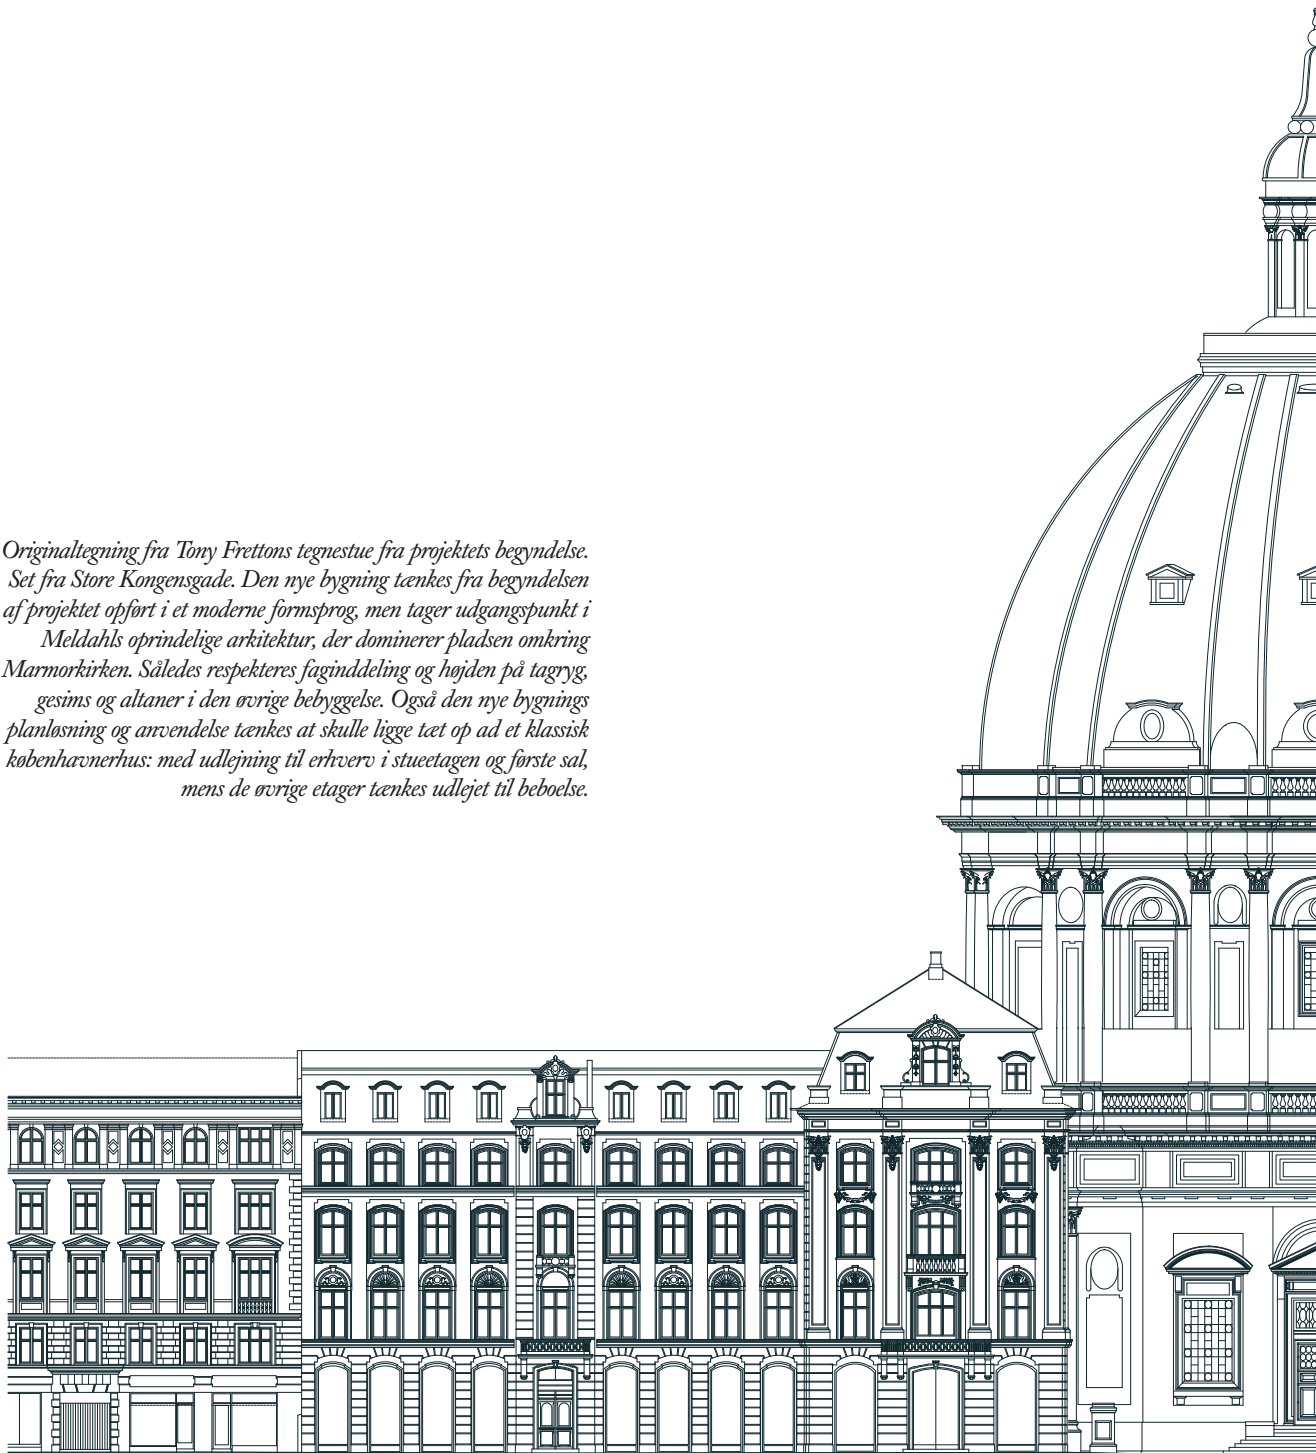 Originaltegning fra Tony Frettons tegnestue fra projektets begyndelse.
Set fra Store Kongensgade. Den nye bygning tænkes fra begyndelsen
af projektet opført i et moderne formsprog, men tager udgangspunkt i
Meldahls oprindelige arkitektur, der dominerer pladsen omkring
Marmorkirken. Således respekteres faginddeling og højden på tagryg,
gesims og altaner i den øvrige bebyggelse. Også den nye bygnings
planløsning og anvendelse tænkes at skulle ligge tæt op ad et klassisk
københavnerhus: med udlejning til erhverv i stueetagen og første sal,
mens de øvrige etager tænkes udlejet til beboelse.